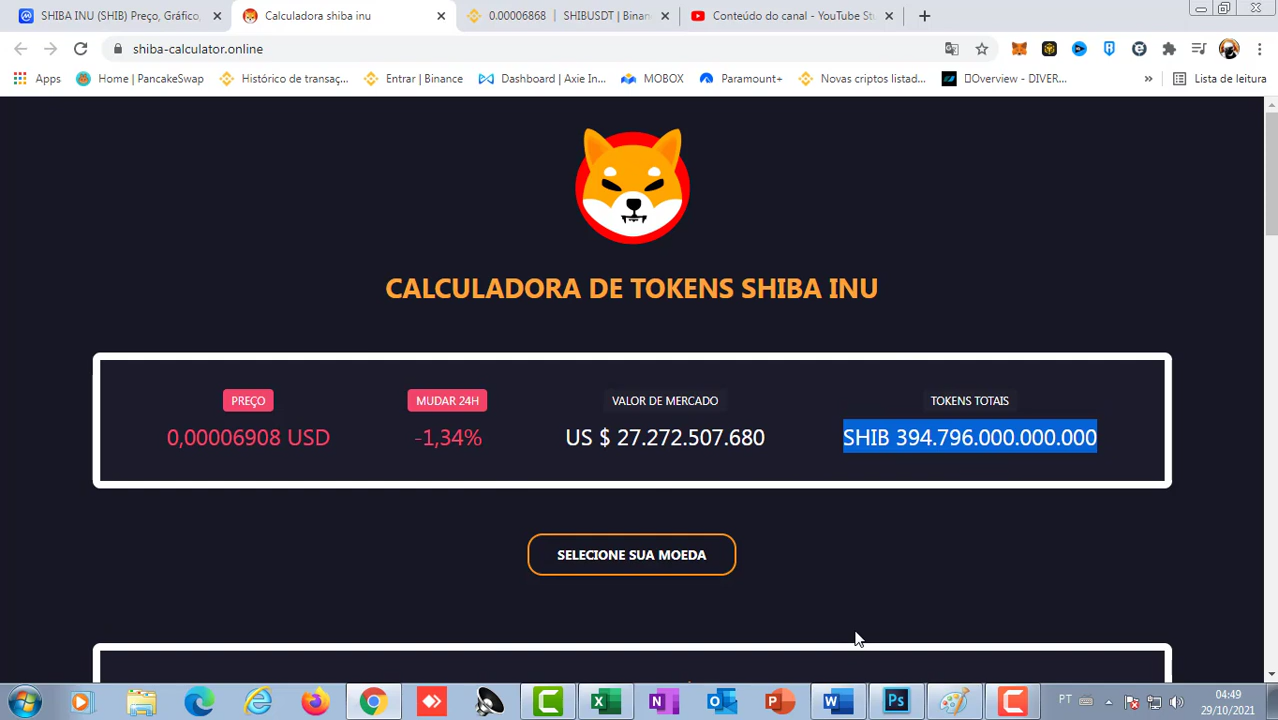 SHIBA INU (SHIB) Preço, Gráfico,
Calculadora shiba inu
0.00006868 | SHIBUSDT | Binan
Conteúdo do canal - YouTube St
shiba-calculator.online
Apps
Home | PancakeSwap
Histórico de transaç...
Entrar | Binance
Dashboard | Axie In...
MOBOX
Paramount+
Novas criptos listad...
Overview - DIVER...
»
Lista de leitura
CALCULADORA DE TOKENS SHIBA INU
PREÇO
MUDAR 24H
VALOR DE MERCADO
TOKENS TOTAIS
0,00006908 USD
-1,34%
US $ 27.272.507.680
SHIB 394.796.000.000.000
SELECIONE SUA MOEDA
PT
04:49
29/10/2021